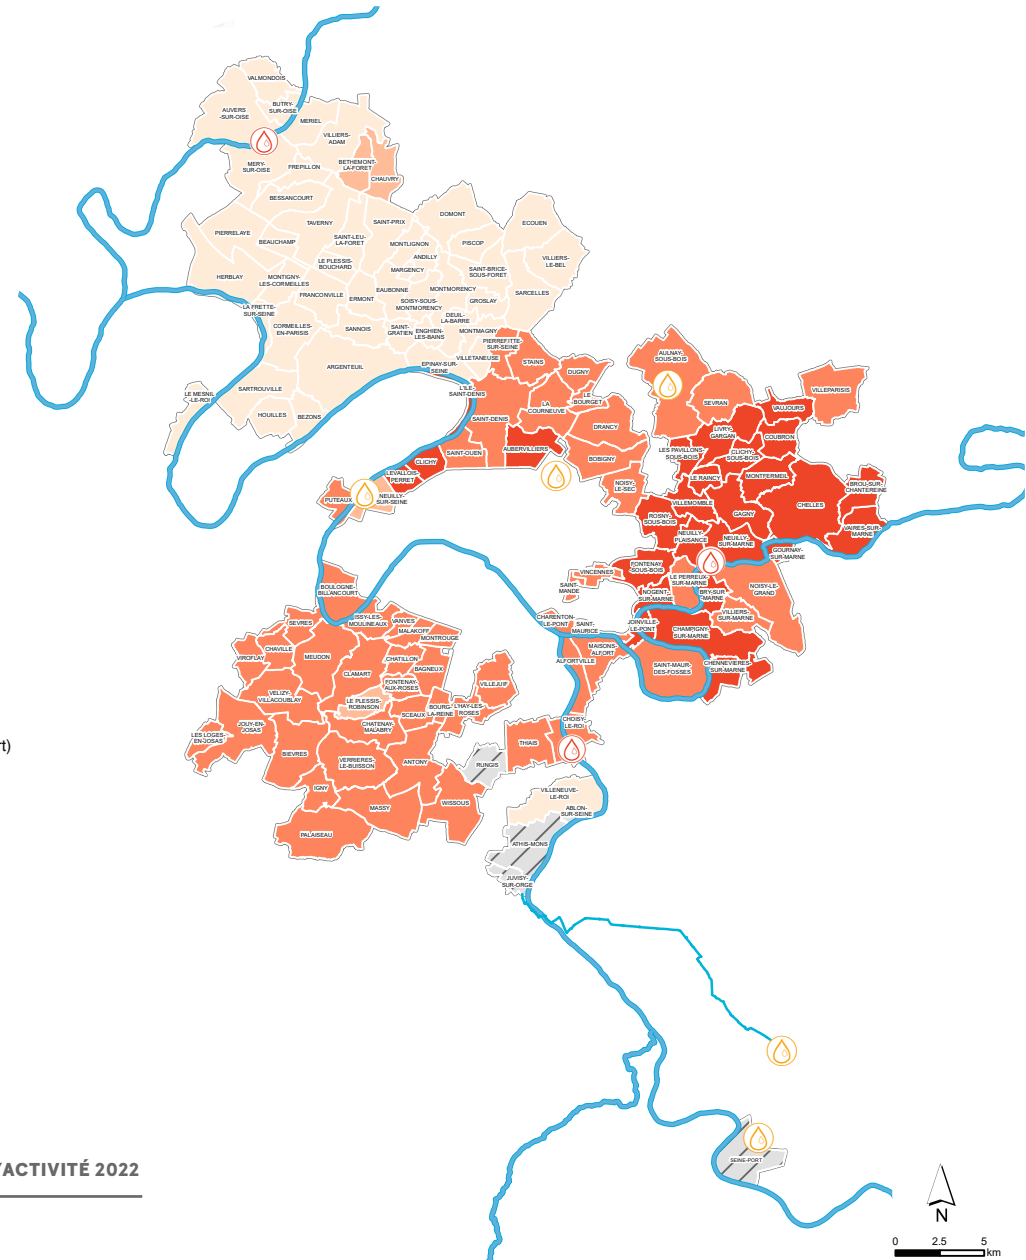 VALMONDOIS
BUTRY-
SUR-OISE
AUVERS
-SUR-OISE
MERIEL
VILLIERS-
ADAM
MERY-
SUR-OISE
FREPILLON
BETHEMONT-
LA-FORET
CHAUVRY
BESSANCOURT
DOMONT
TAVERNY
SAINT-PRIX
ECOUEN
PIERRELAYE
BEAUCHAMP
SAINT-LEU-
LA-FORET
MONTLIGNON
PISCOP
ANDILLY
VILLIERS-
LE-BEL
LE PLESSIS-
BOUCHARD
MARGENCY
SAINT-BRICE-
SOUS-FORET
HERBLAY
MONTIGNY-
LES-CORMEILLES
FRANCONVILLE
ERMONT
EAUBONNE
MONTMORENCY
SARCELLES
SOISY-SOUS-
MONTMORENCY
GROSLAY
LA FRETTE-
SUR-SEINE
DEUIL-
LA-BARRE
CORMEILLES-
EN-PARISIS
SANNOIS
SAINT-
GRATIEN
ENGHIEN-
LES-BAINS
MONTMAGNY
PIERREFITTE-
SUR-SEINE
VILLETANEUSE
ARGENTEUIL
EPINAY-SUR-
SEINE
STAINS
DUGNY
AULNAY-
SOUS-BOIS
SARTROUVILLE
LE MESNIL
-LE-ROI
L'ILE-
SAINT-DENIS
LE
BOURGET
LA
COURNEUVE
SEVRAN
VILLEPARISIS
HOUILLES
BEZONS
SAINT-DENIS
VAUJOURS
DRANCY
LIVRY-
GARGAN
COUBRON
SAINT-OUEN
AUBERVILLIERS
LES PAVILLONS-
SOUS-BOIS
CLICHY-
SOUS-BOIS
CLICHY
BOBIGNY
LEVALLOIS-
PERRET
LE RAINCY
MONTFERMEIL
NOISY-
LE-SEC
BROU-SUR-
CHANTEREINE
PUTEAUX
NEUILLY-
SUR-SEINE
VILLEMOMBLE
CHELLES
GAGNY
ROSNY-
SOUS-BOIS
VAIRES-SUR-
MARNE
NEUILLY-
PLAISANCE
NEUILLY-
SUR-MARNE
GOURNAY-
SUR-MARNE
FONTENAY-
SOUS-BOIS
VINCENNES
LE PERREUX-
SUR-MARNE
SAINT-
MANDE
NOGENT-
SUR-MARNE
BRY-SUR
-MARNE
NOISY-LE-
GRAND
BOULOGNE-
BILLANCOURT
VILLIERS-
SUR-MARNE
ISSY-LES-
MOULINEAUX
SEVRES
VANVES
MALAKOFF
MONTROUGE
CHARENTON-
LE-PONT
SAINT-
MAURICE
JOINVILLE-
LE-PONT
CHAMPIGNY-
SUR-MARNE
CHAVILLE
VIROFLAY
MEUDON
CHATILLON
BAGNEUX
MAISONS-
ALFORT
ALFORTVILLE
SAINT-MAUR-
DES-FOSSES
CHENNEVIERES-
SUR-MARNE
CLAMART
FONTENAY-
AUX-ROSES
VILLEJUIF
VELIZY-
VILLACOUBLAY
LE PLESSIS-
ROBINSON
SCEAUX
BOURG-
LA-REINE
L'HAY-LES-
ROSES
CHATENAY-
MALABRY
CHOISY-
LE-ROI
JOUY-EN-
JOSAS
LES LOGES-
EN-JOSAS
THIAIS
rt)
BIEVRES
VERRIERES-
LE-BUISSON
ANTONY
RUNGIS
IGNY
VILLENEUVE-
LE-ROI
MASSY
WISSOUS
ABLON-
SUR-SEINE
PALAISEAU
ATHIS-MONS
JUVISY-
SUR-ORGE
SEINE-PORT
'ACTIVITÉ 2022
N
0 2.5 5
km